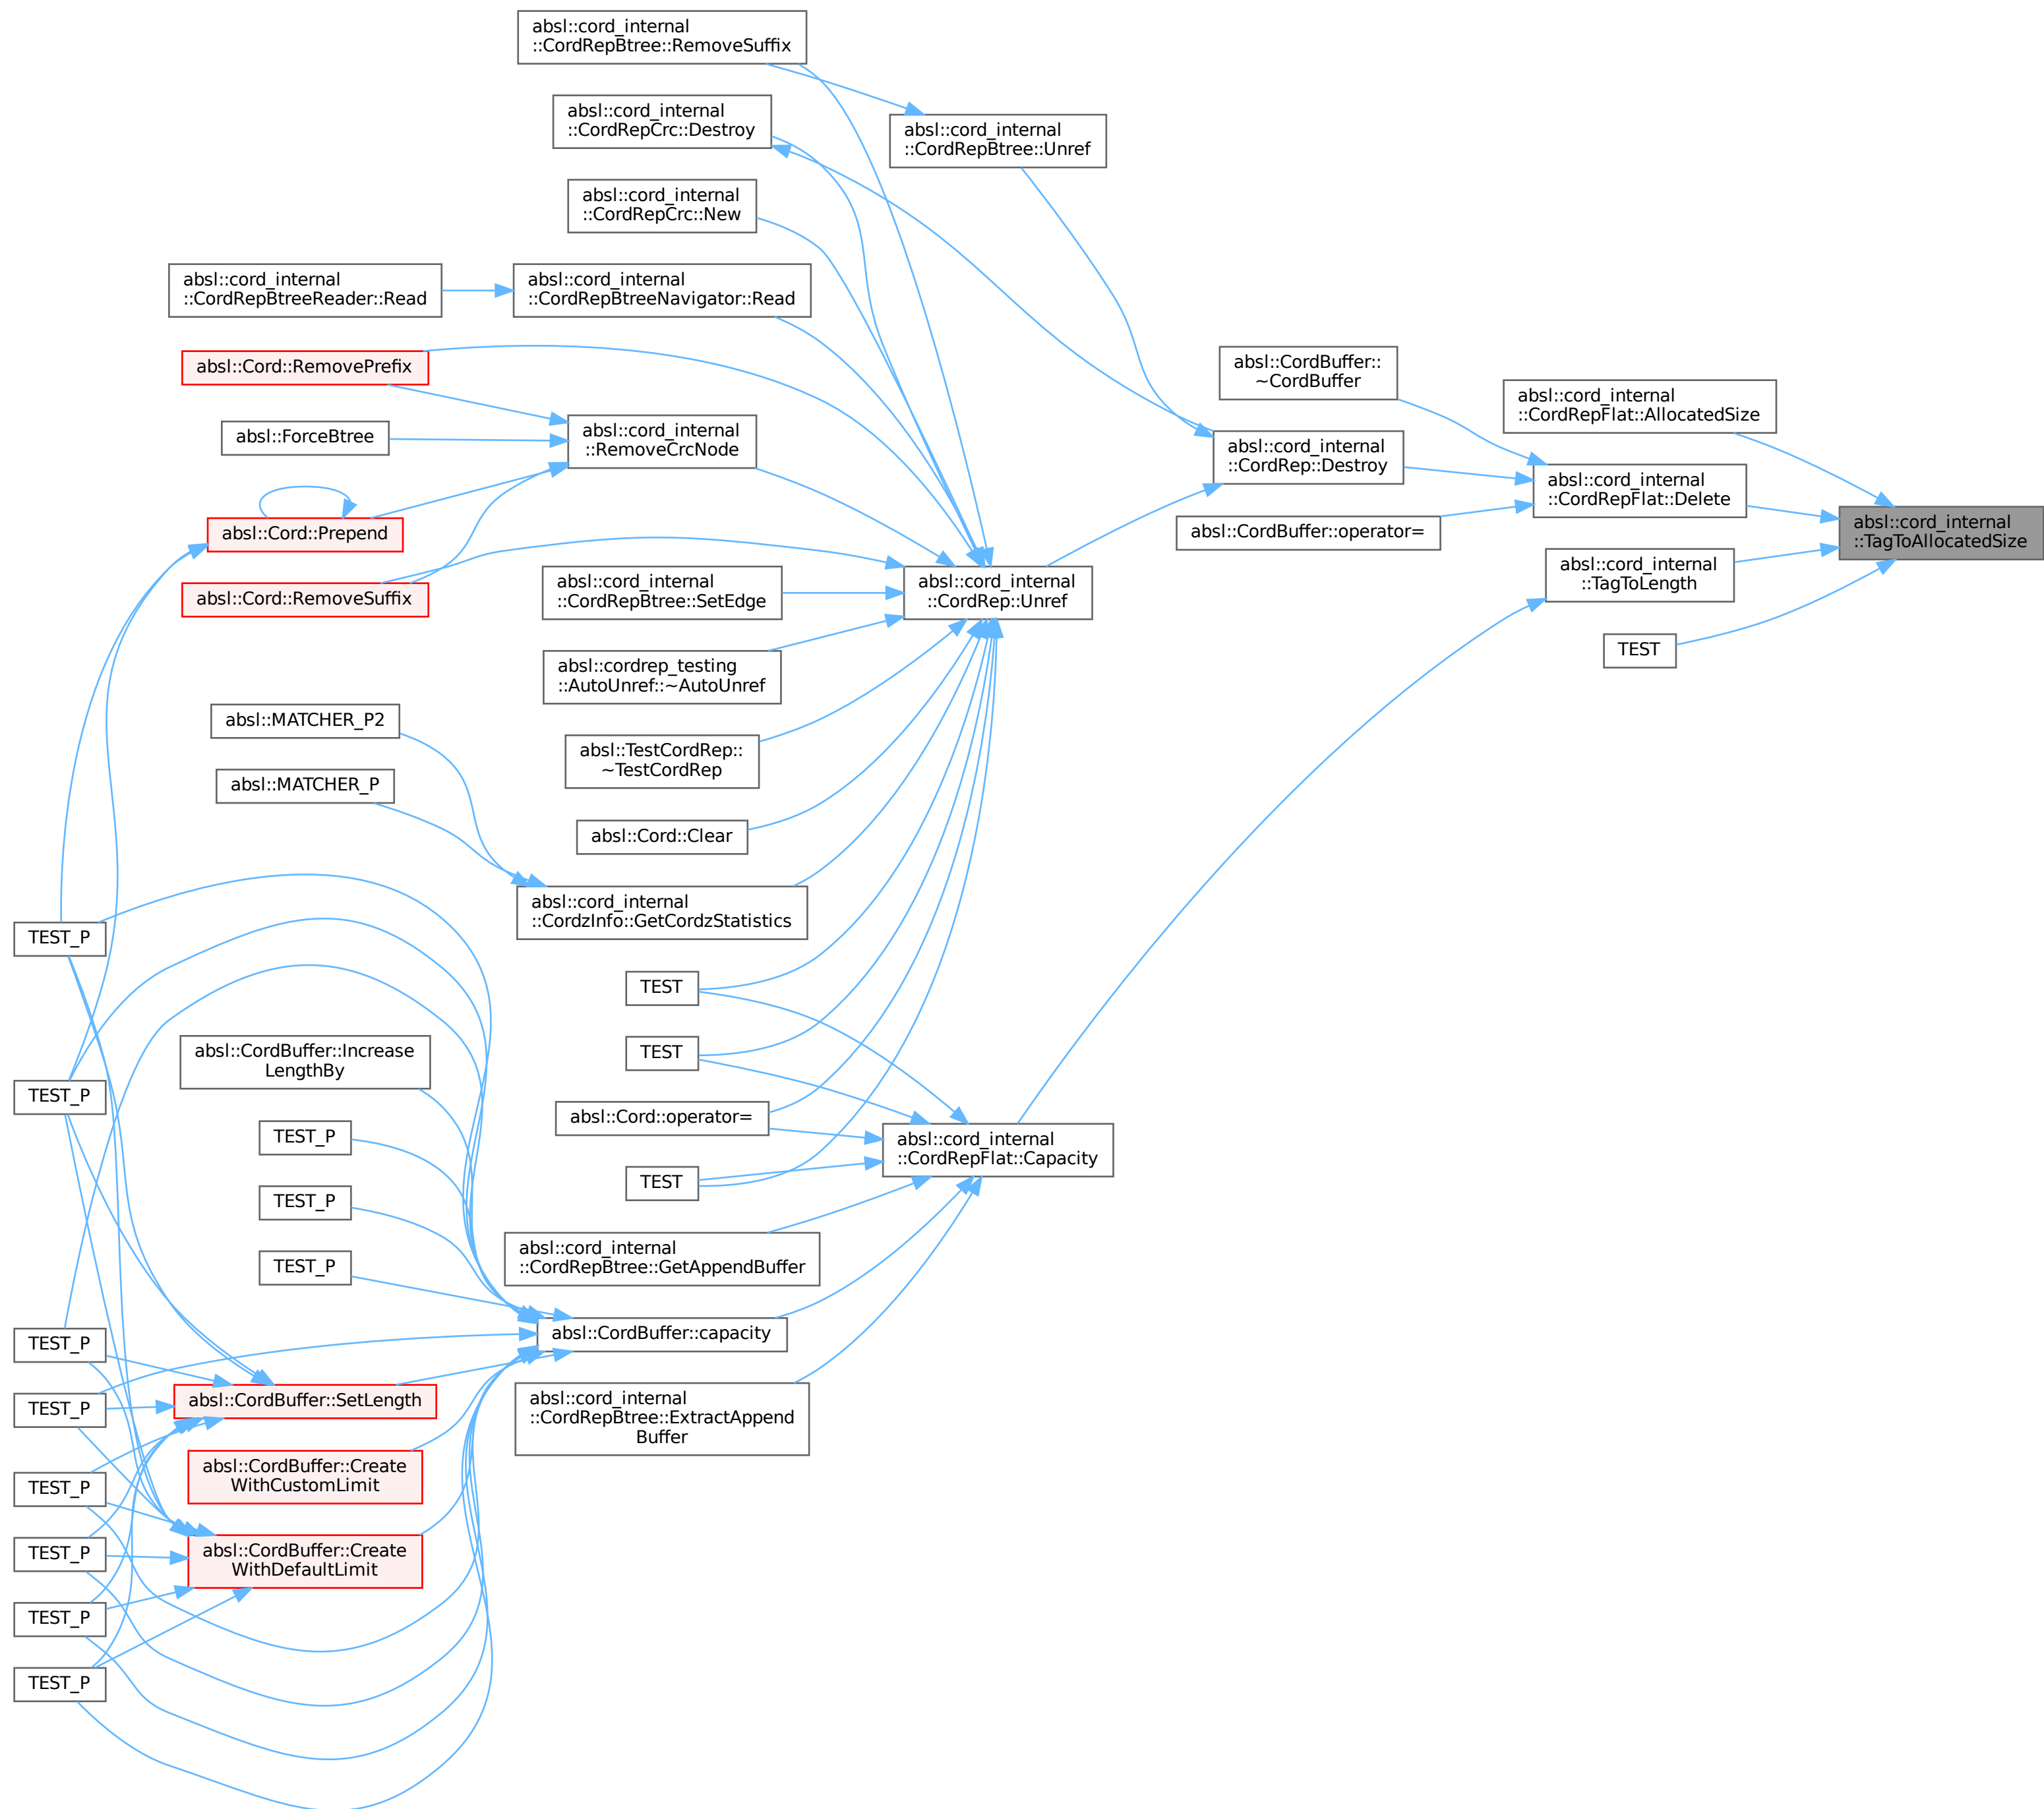 absl::cord_internal
::CordRepBtree::RemoveSuffix
absl::cord_internal
::CordRepCrc::Destroy
absl::cord_internal
::CordRepBtree::Unref
absl::cord_internal
::CordRepCrc::New
absl::cord_internal
::CordRepBtreeReader::Read
absl::cord_internal
::CordRepBtreeNavigator::Read
absl::Cord::RemovePrefix
absl::CordBuffer::
~CordBuffer
absl::cord_internal
::CordRepFlat::AllocatedSize
absl::ForceBtree
absl::cord_internal
::RemoveCrcNode
absl::cord_internal
::CordRep::Destroy
absl::cord_internal
::CordRepFlat::Delete
absl::Cord::Prepend
absl::CordBuffer::operator=
absl::cord_internal
::TagToAllocatedSize
absl::Cord::RemoveSuffix
absl::cord_internal
::CordRepBtree::SetEdge
absl::cord_internal
::CordRep::Unref
absl::cord_internal
::TagToLength
TEST
absl::cordrep_testing
::AutoUnref::~AutoUnref
absl::MATCHER_P2
absl::TestCordRep::
~TestCordRep
absl::MATCHER_P
absl::Cord::Clear
absl::cord_internal
::CordzInfo::GetCordzStatistics
TEST_P
TEST
absl::CordBuffer::Increase
LengthBy
TEST
TEST_P
TEST_P
absl::Cord::operator=
absl::cord_internal
::CordRepFlat::Capacity
TEST
TEST_P
absl::cord_internal
::CordRepBtree::GetAppendBuffer
TEST_P
absl::CordBuffer::capacity
TEST_P
absl::CordBuffer::SetLength
TEST_P
absl::cord_internal
::CordRepBtree::ExtractAppend
Buffer
absl::CordBuffer::Create
WithCustomLimit
TEST_P
absl::CordBuffer::Create
WithDefaultLimit
TEST_P
TEST_P
TEST_P